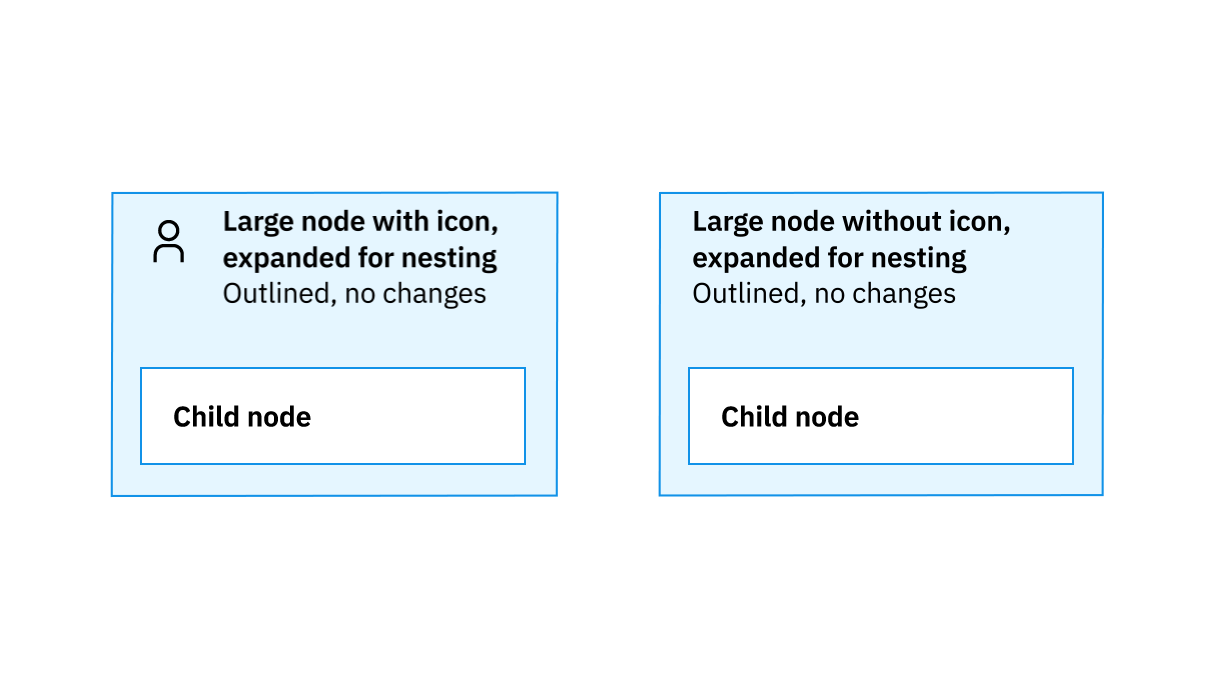 Large node with icon,
expanded for nesting
Outlined, no changes
Child node
Large node without icon,
expanded for nesting
Outlined, no changes
Child node